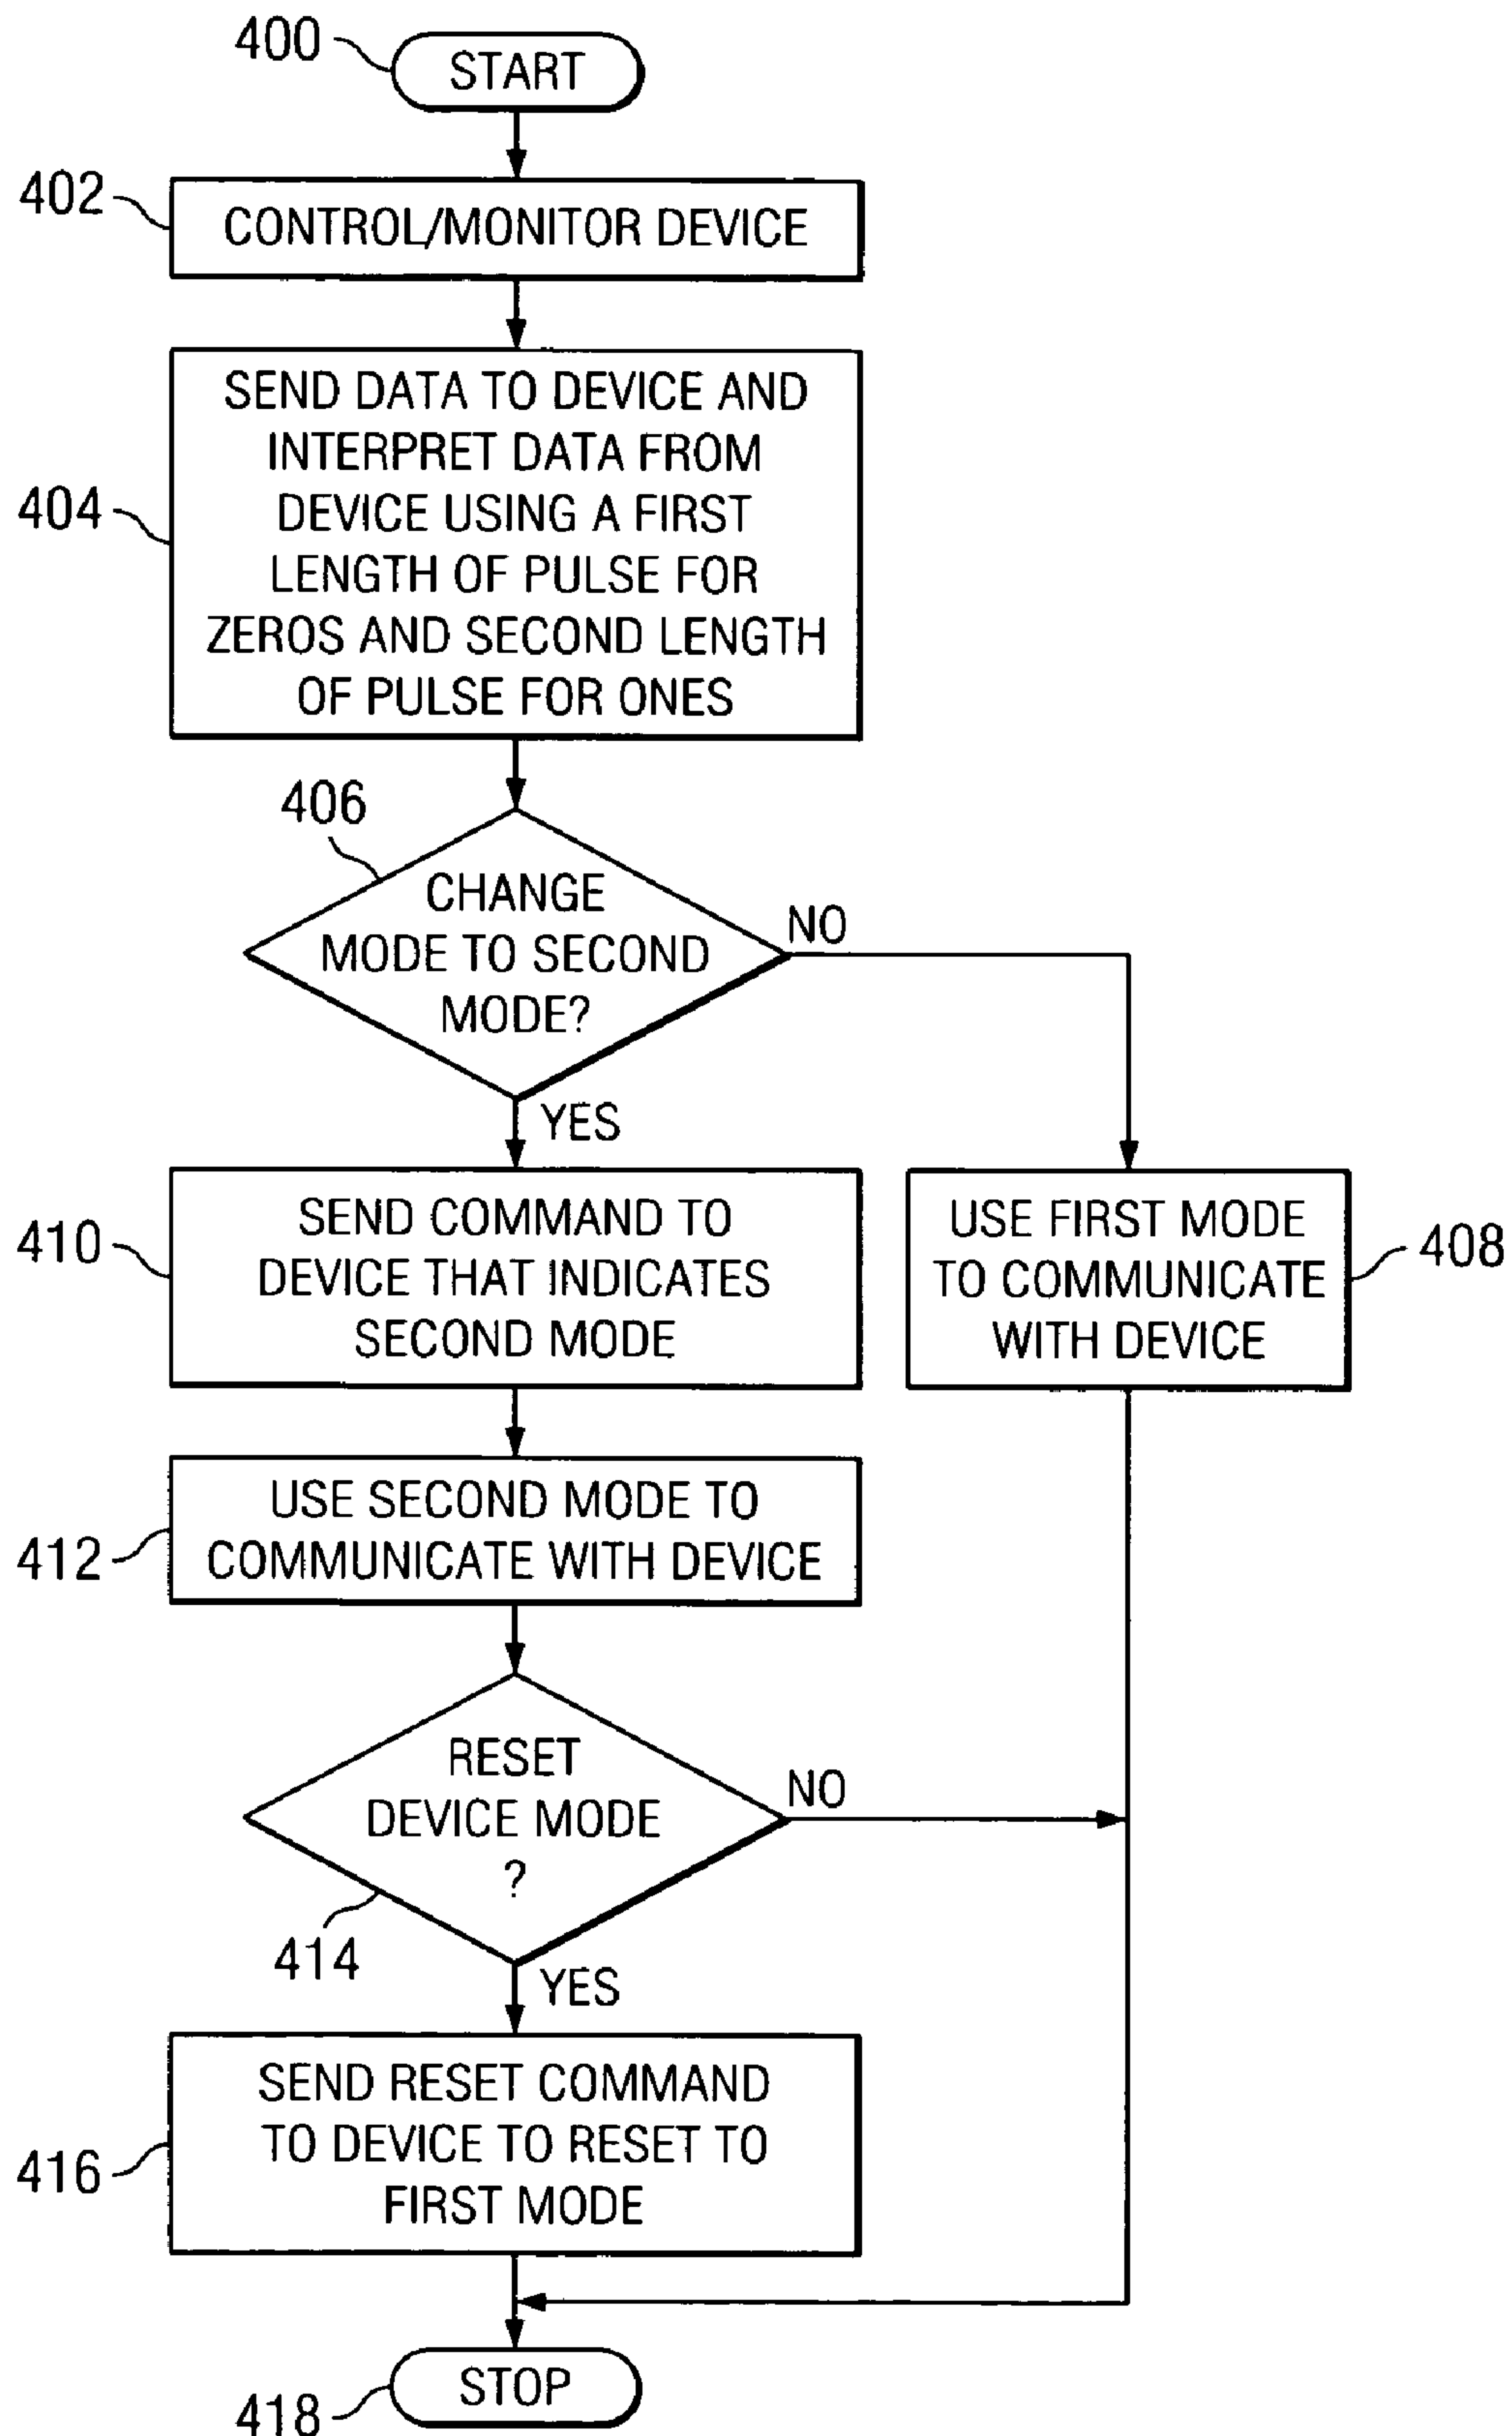 400
START
402
CONTROL/MONITOR DEVICE
404
SEND DATA TO DEVICE AND
INTERPRET DATA FROM
DEVICE USING A FIRST
LENGTH OF PULSE FOR
ZEROS AND SECOND LENGTH
OF PULSE FOR ONES
406
CHANGE
MODE TO SECOND
MODE?
NO
YES
410
SEND COMMAND TO
DEVICE THAT INDICATES
SECOND MODE
USE FIRST MODE
TO COMMUNICATE
WITH DEVICE
408
412
USE SECOND MODE TO
COMMUNICATE WITH DEVICE
RESET
DEVICE MODE
?
NO
414
YES
416
SEND RESET COMMAND
TO DEVICE TO RESET TO
FIRST MODE
STOP
418